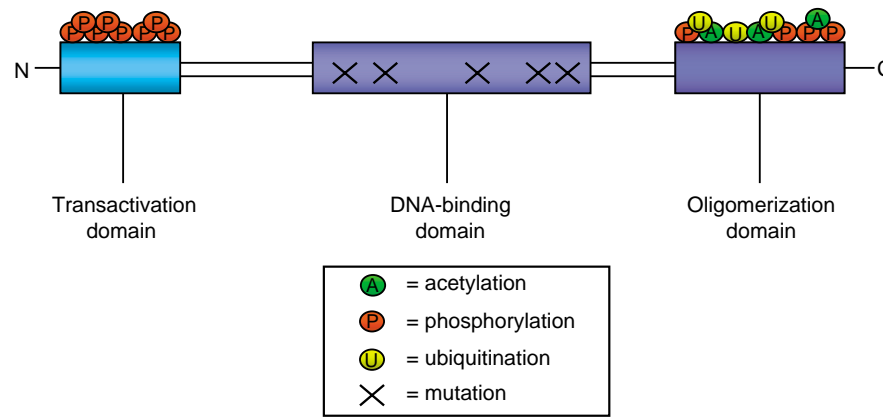 P P P P
P P P P P
U U A
P A U A P P P
N
C
Transactivation
domain
DNA-binding
domain
Oligomerization
domain
A = acetylation
P = phosphorylation
U = ubiquitination
= mutation